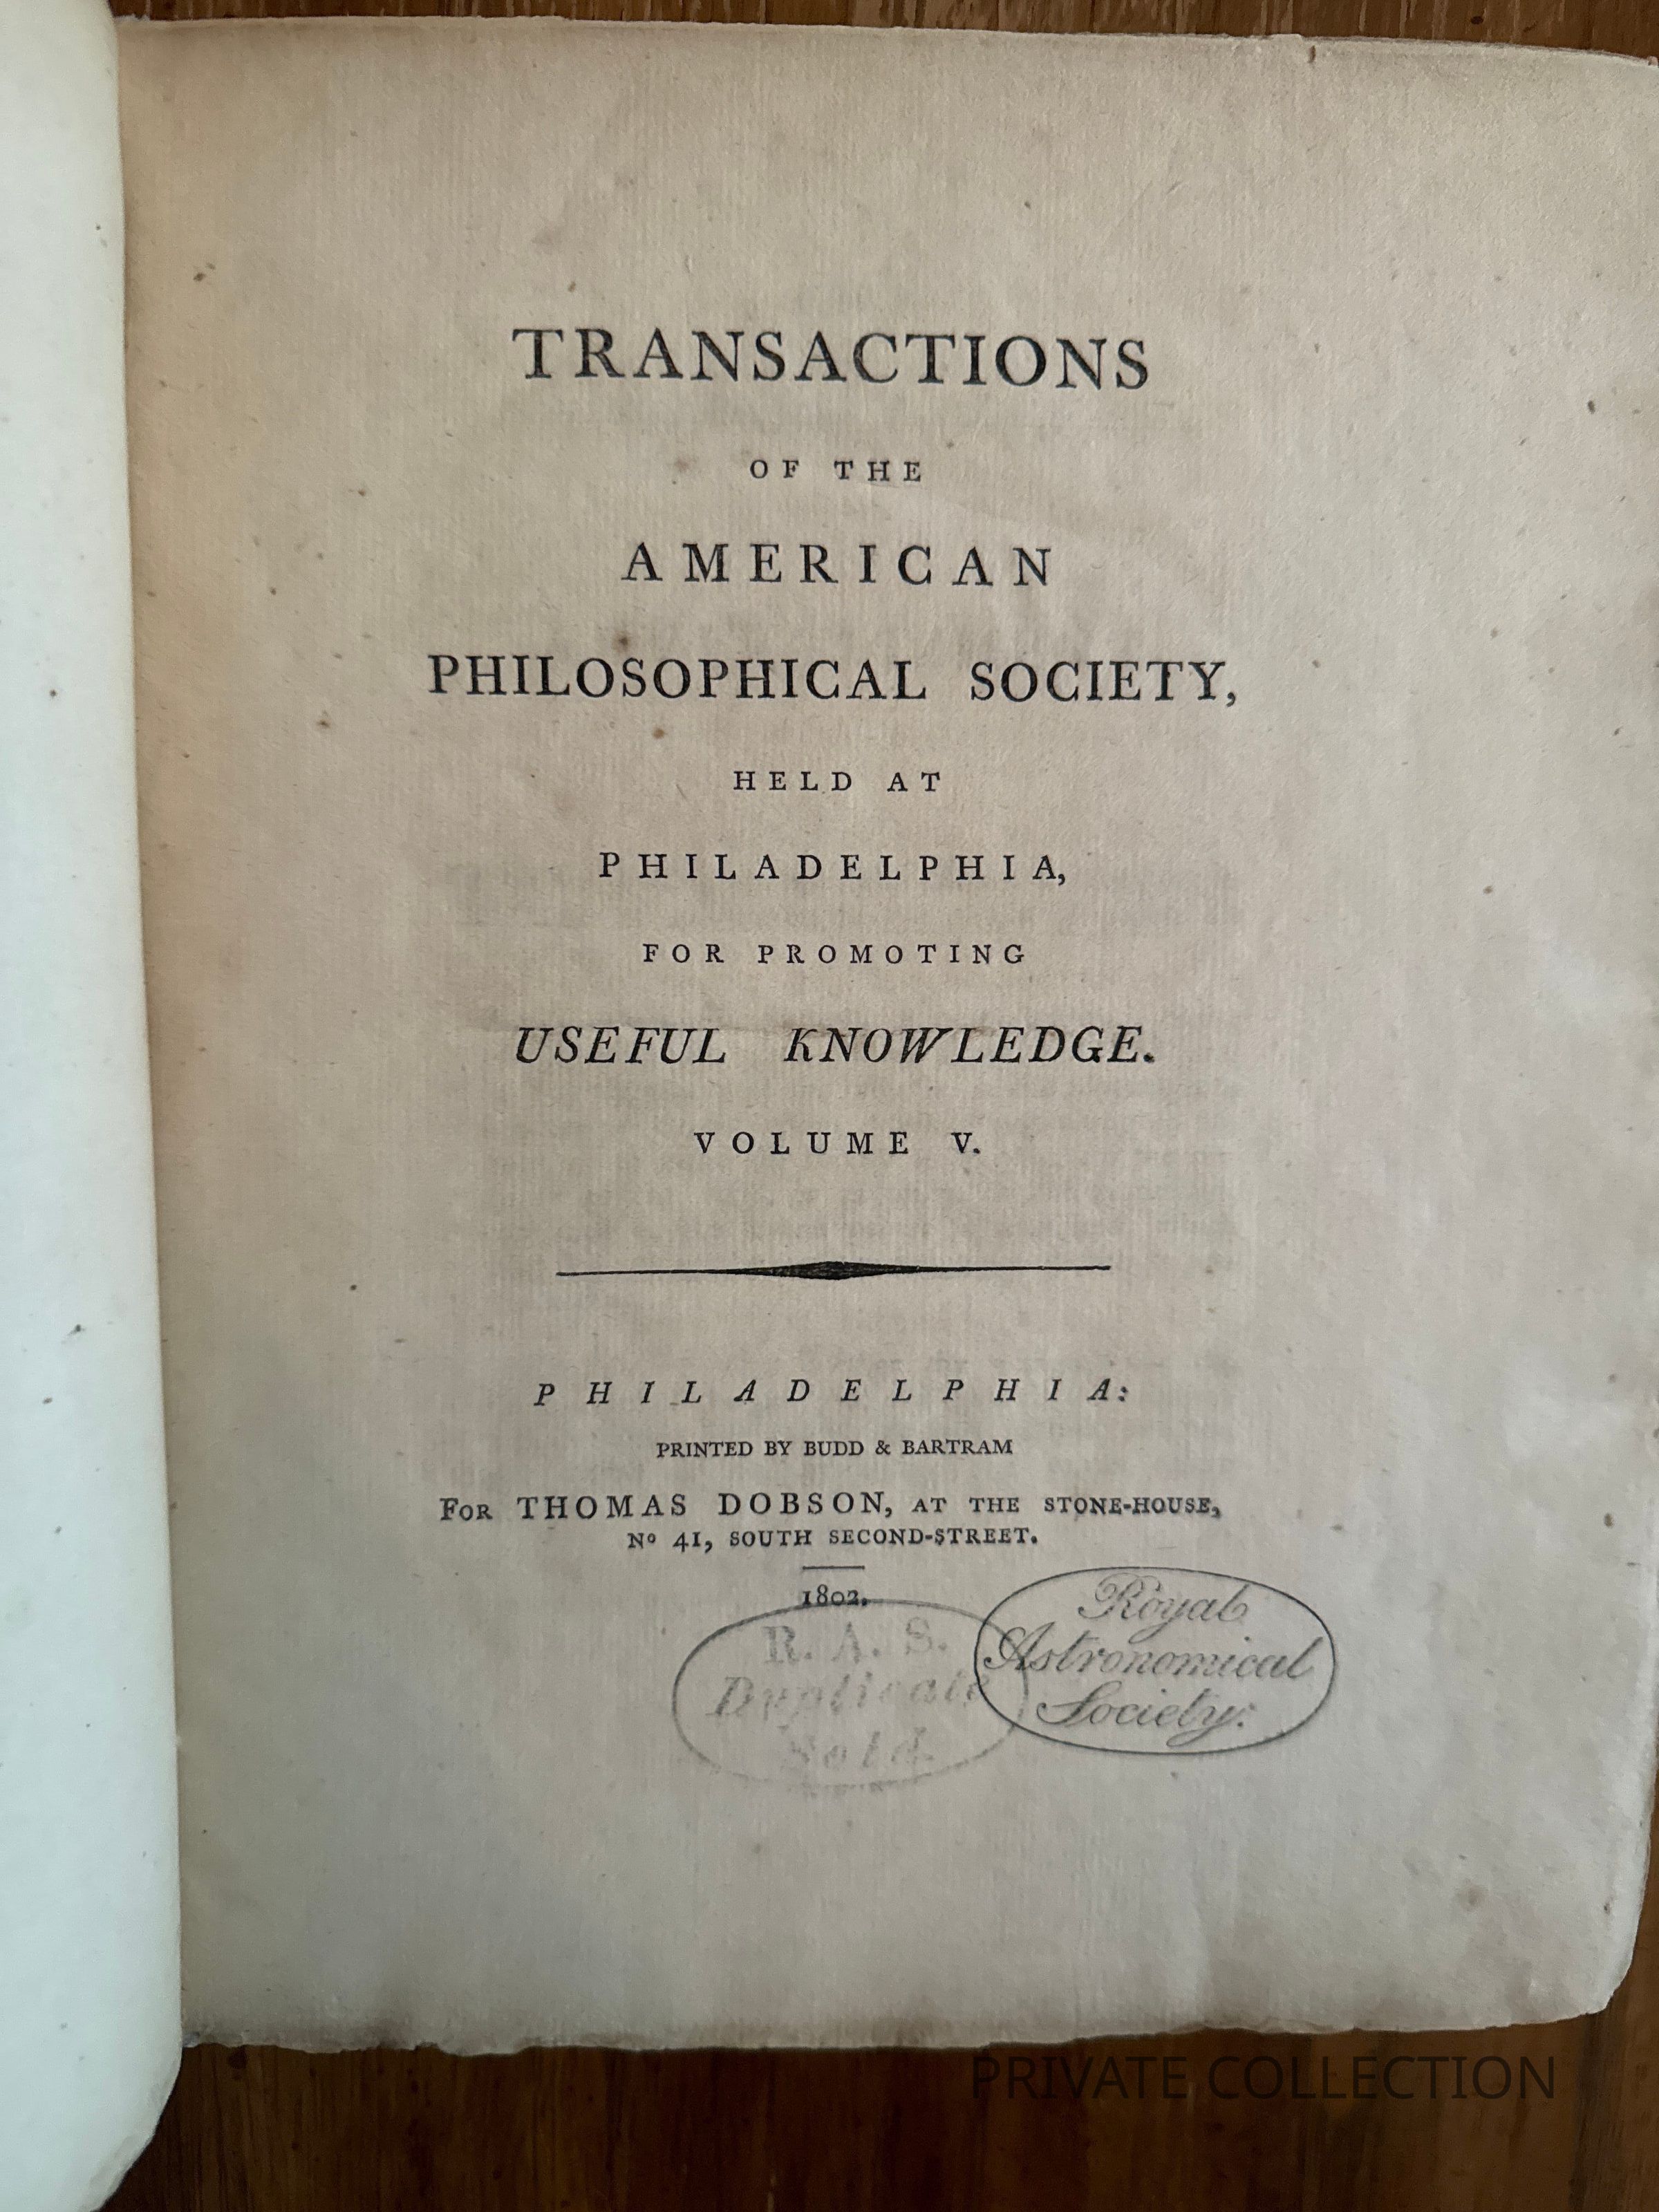 TRANSACTIONS
OF THE
AMERICAN
PHILOSOPHICAL SOCIETY,
HELD AT
PHILADELPHIA,
FOR PROMOTING
USEFUL KNOWLEDGE.
VOLUME V.
PHILADELPHIA:
PRINTED BY BUDD & BARTRAM
FOR THOMAS DOBSON, AT THE STONE-HOUSE,
Nº 41, SOUTH SECOND-STREET.
1802.
R. A. S.
Duplicate
Sold.
Royal
Astronomical
Society.
PRIVATE COLLECTION